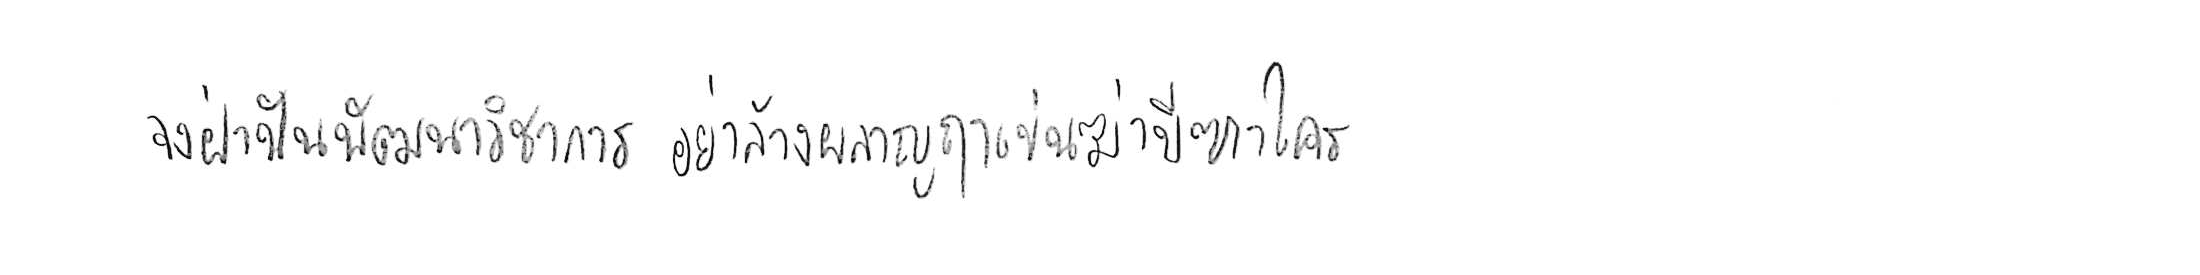 จงฝ่าฟันพัฒนาวิชาการ อย่าล้างผลาญฤาเข่นฆ่าบีฑาใคร